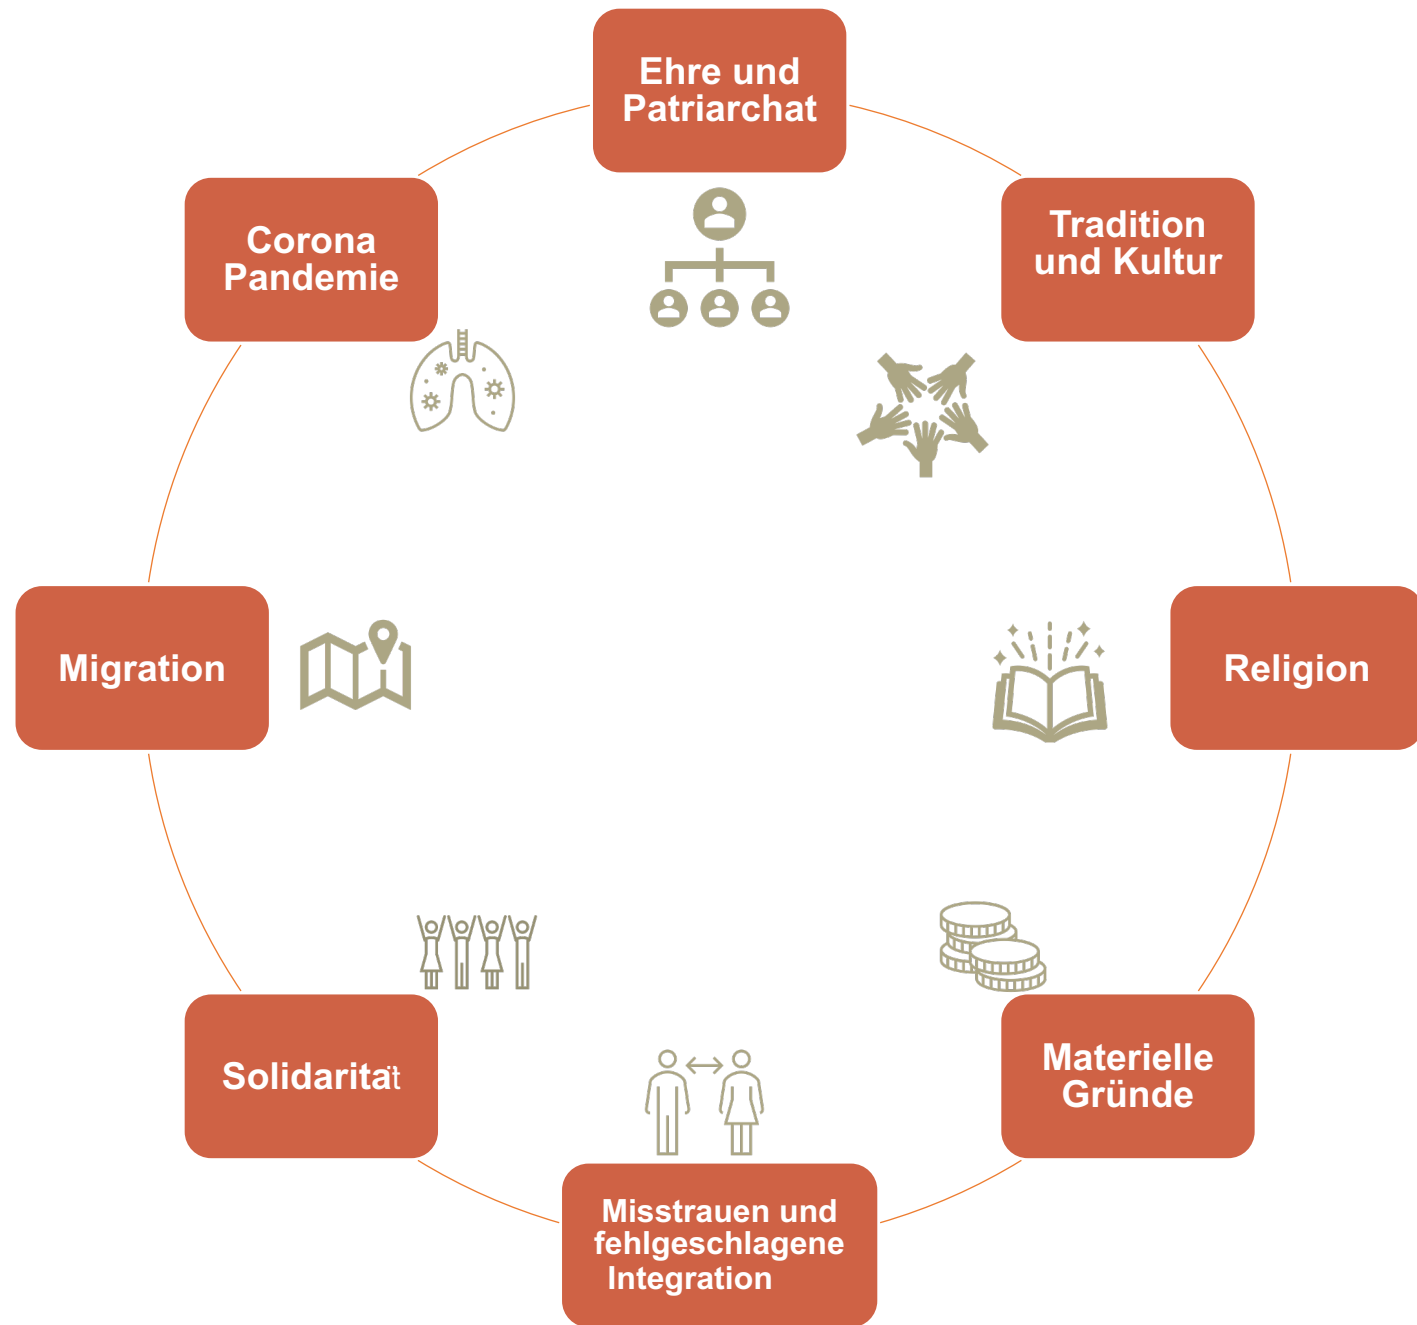 Ehre und
Patriarchat
Tradition
und Kultur
Religion
Materielle
Gründe
Misstrauen und
fehlgeschlagene
Integration
Solidarität
Migration
Corona
Pandemie